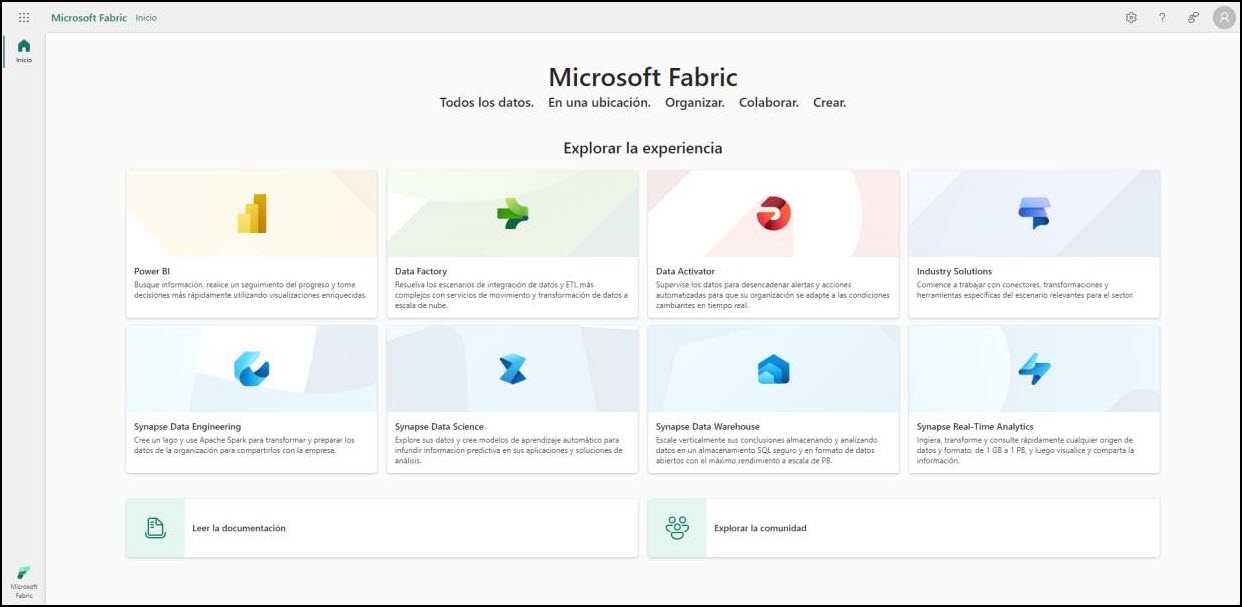 Microsoft Fabric Inicio
Inicio
Microsoft Fabric
Todos los datos. En una ubicación. Organizar. Colaborar. Crear.
Explorar la experiencia
Power BI
Busque información, realice un seguimiento del progreso y tome
decisiones más rápidamente utilizando visualizaciones enriquecidas.
Data Factory
Resuelva los escenarios de integración de datos y ETL más
complejos con servicios de movimiento y transformación de datos a
escala de nube.
Data Activator
Supervise los datos para desencadenar alertas y acciones
automatizadas para que su organización se adapte a las condiciones
cambiantes en tiempo real.
Industry Solutions
Comience a trabajar con conectores, transformaciones y
herramientas específicas del escenario relevantes para el sector.
Synapse Data Engineering
Cree un lago y use Apache Spark para transformar y preparar los
datos de la organización para compartirlos con la empresa.
Synapse Data Science
Explore sus datos y cree modelos de aprendizaje automático para
infundir información predictiva en sus aplicaciones y soluciones de
análisis.
Synapse Data Warehouse
Escale verticalmente sus conclusiones almacenando y analizando
datos en un almacenamiento SQL seguro y en formato de datos
abiertos con el máximo rendimiento a escala de PB.
Synapse Real-Time Analytics
Ingiera, transforme y consulte rápidamente cualquier origen de
datos y formato, de 1 GB a 1 PB, y luego visualice y comparta la
información.
Leer la documentación
Explorar la comunidad
Microsoft
Fabric